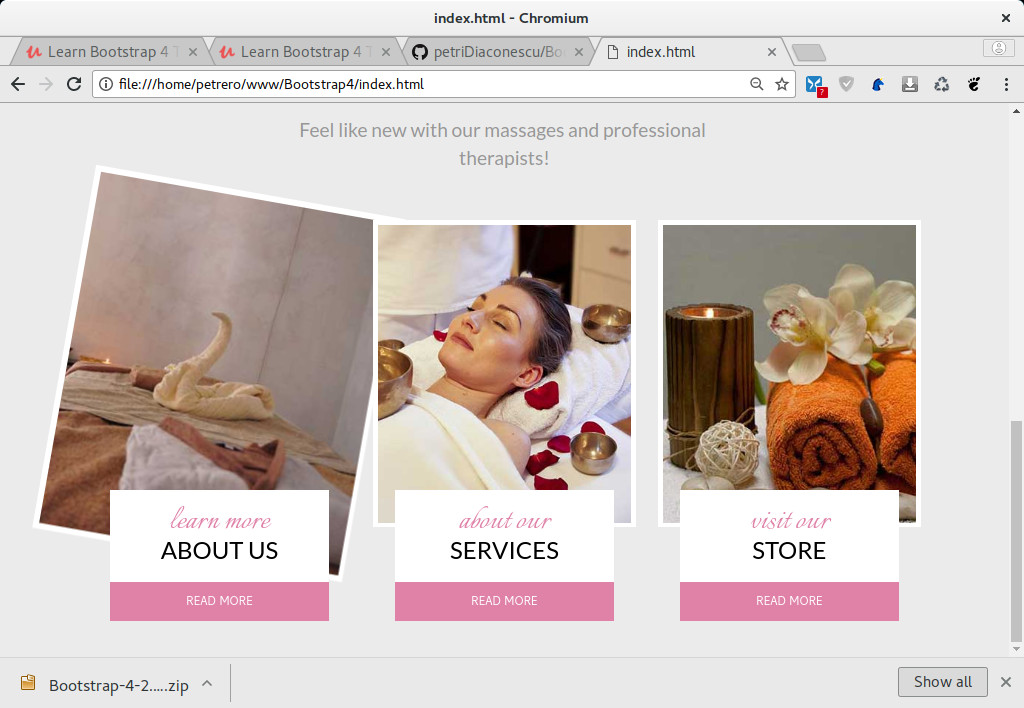 index.html - Chromium
Learn Bootstrap 4 T
Learn Bootstrap 4 T
petriDiaconescu/Boo
index.html
file:///home/petrero/www/Bootstrap4/index.html
?
Feel like new with our massages and professional
therapists!
learn more
ABOUT US
READ MORE
about our
SERVICES
READ MORE
visit our
STORE
READ MORE
Bootstrap-4-2.....zip
Show all